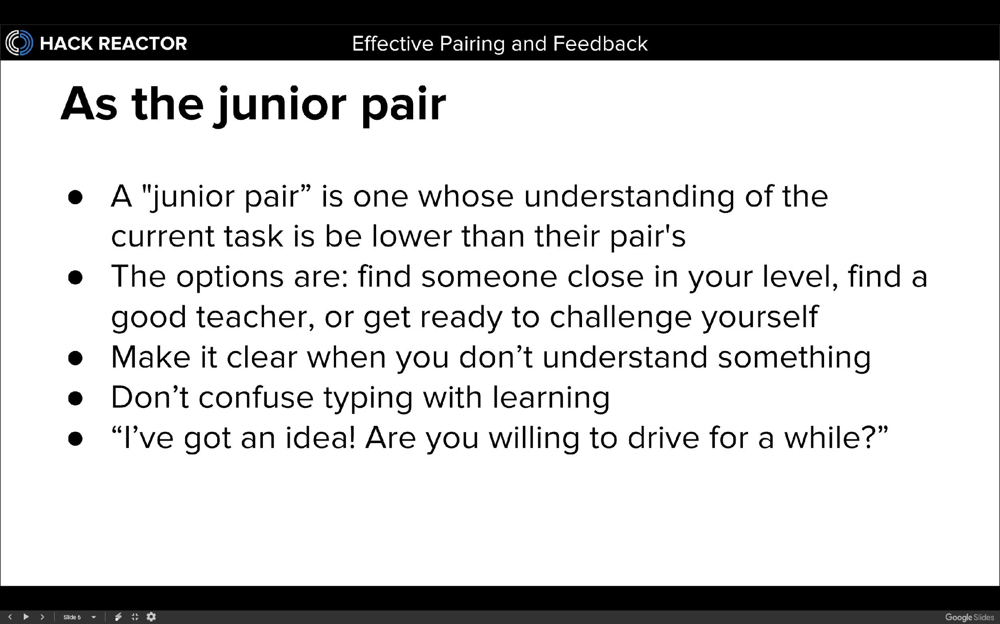 HACK REACTOR
Effective Pairing and Feedback
As the junior pair
● A "junior pair” is one whose understanding of the
current task is be lower than their pair's
● The options are: find someone close in your level, find a
good teacher, or get ready to challenge yourself
● Make it clear when you don’t understand something
● Don’t confuse typing with learning
● “I’ve got an idea! Are you willing to drive for a while?”
Slide 6
Google Slides